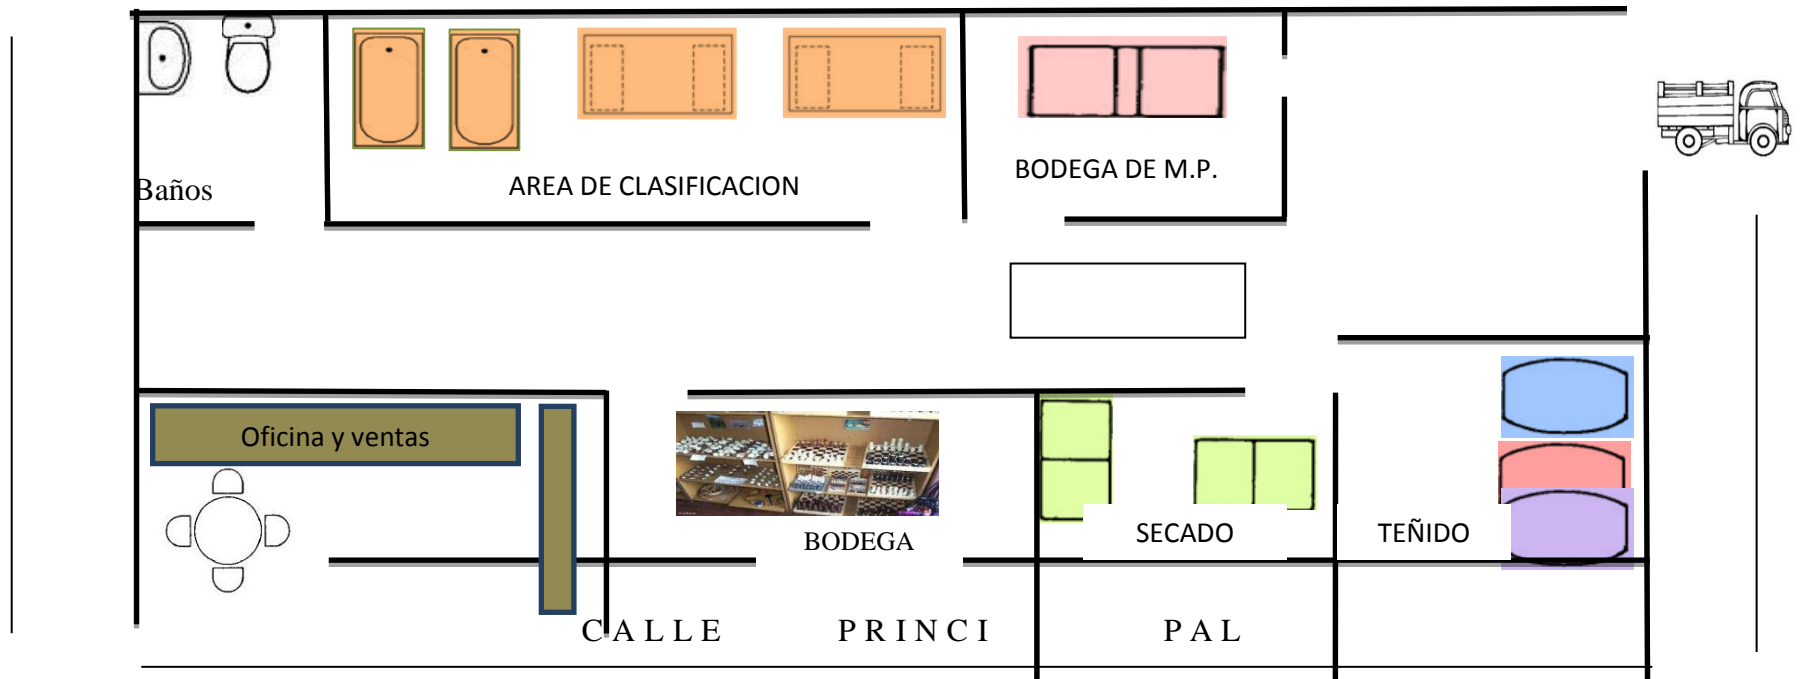 Baños
AREA DE CLASIFICACION
BODEGA DE M.P.
Oficina y ventas
BODEGA
SECADO
TEÑIDO
CALLE PRINCI PAL